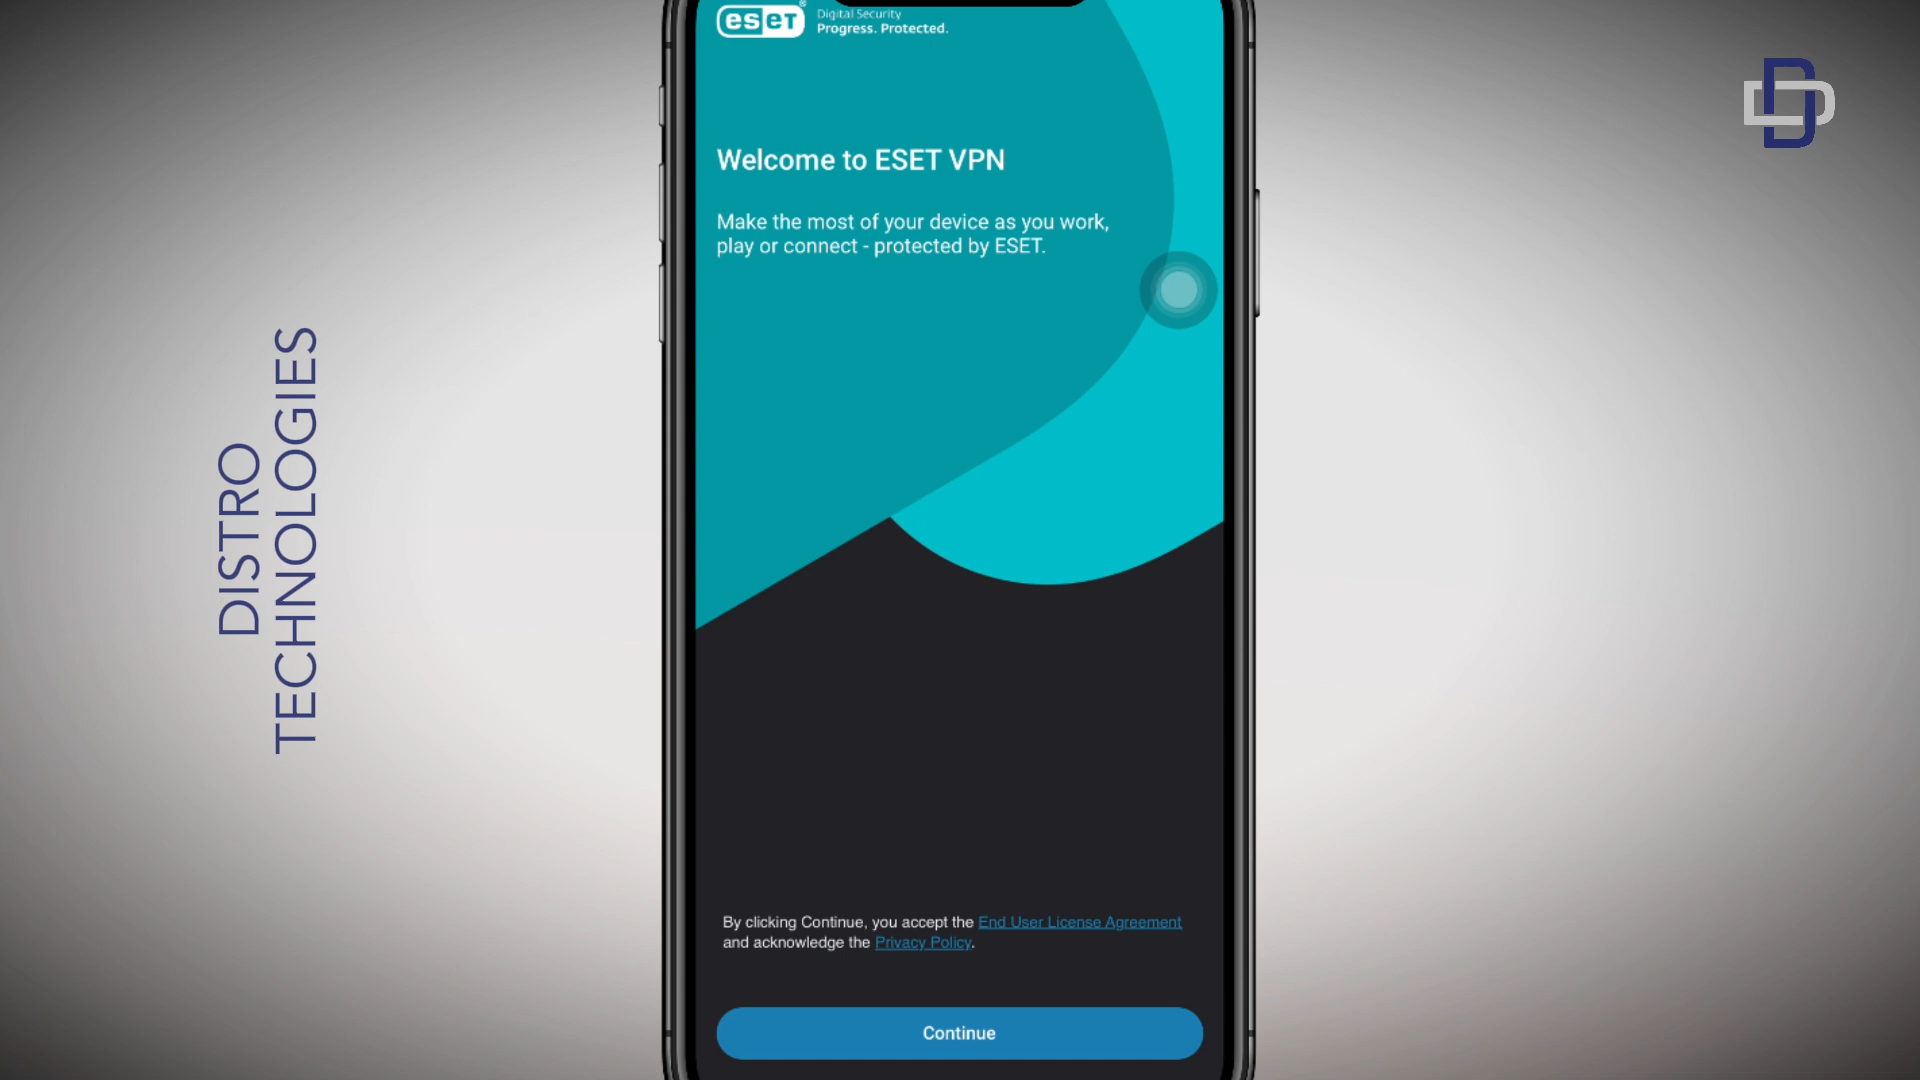 eseT®
Digital Security
Progress. Protected.
Welcome to ESET VPN
Make the most of your device as you work,
play or connect - protected by ESET.
By clicking Continue, you accept the End User License Agreement
and acknowledge the Privacy Policy.
Continue
DISTRO
TECHNOLOGIES